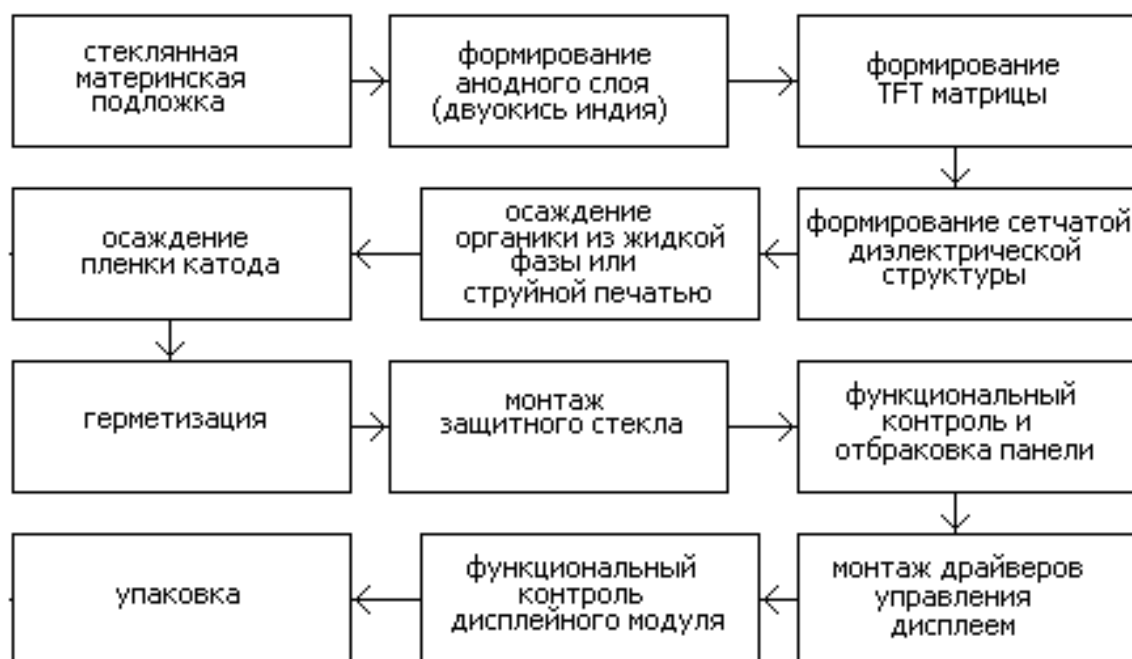 стеклянная
материнская
подложка
формирование
анодного слоя
(двуокись индия)
формирование
TFT матрицы
формирование сетчатой
диэлектрической
структуры
осаждение
органики из жидкой
фазы или
струйной печатью
осаждение
пленки катода
герметизация
монтаж
защитного стекла
функциональный
контроль и
отбраковка панели
монтаж драйверов
управления
дисплеем
функциональный
контроль
дисплейного модуля
упаковка